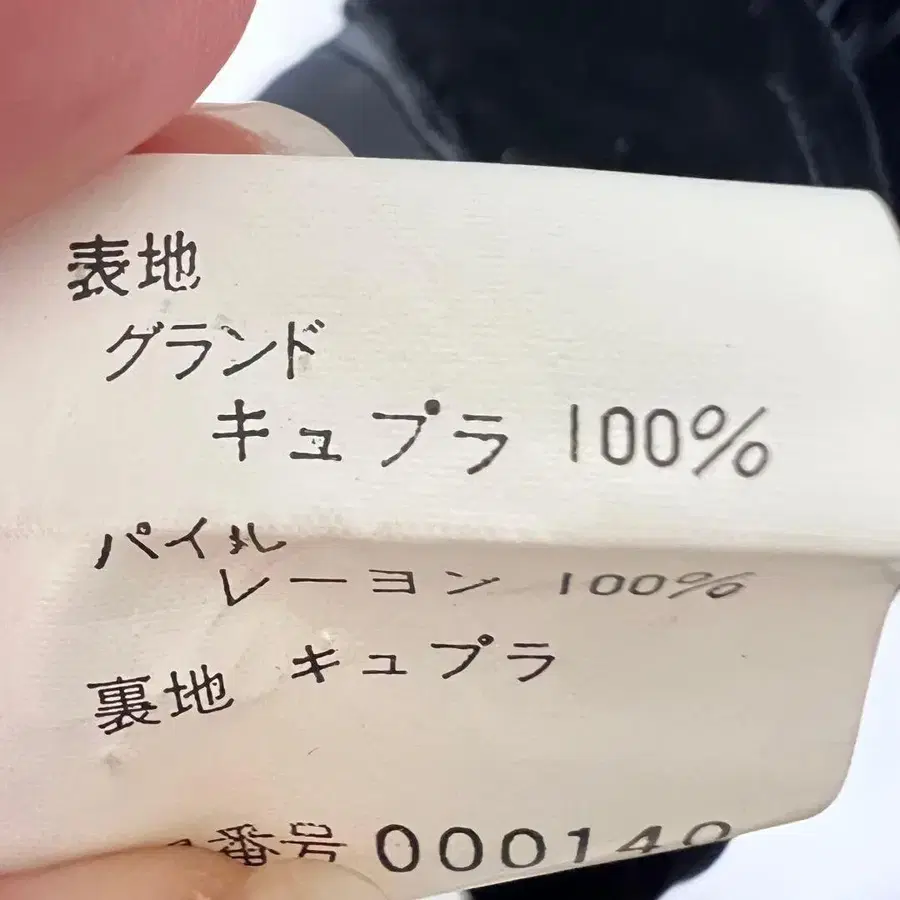 表地
グランド
キュプラ 100%
パイル
レーヨン 100%
裏地 キュプラ
番号 000140